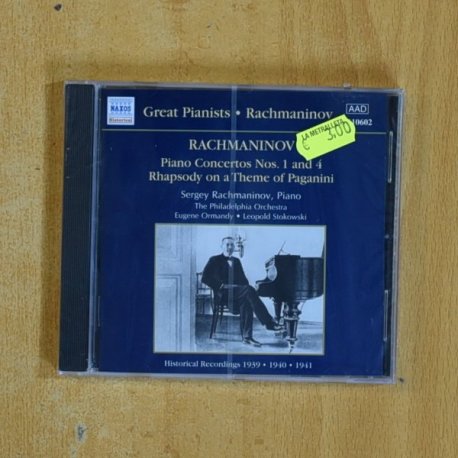 NAXOS
Historical
Great Pianists • Rachmaninov
AAD
10602
LA METRALLETA
€ 3,00
RACHMANINOV
Piano Concertos Nos. 1 and 4
Rhapsody on a Theme of Paganini
Sergey Rachmaninov, Piano
The Philadelphia Orchestra
Eugene Ormandy • Leopold Stokowski
Historical Recordings 1939 • 1940 • 1941